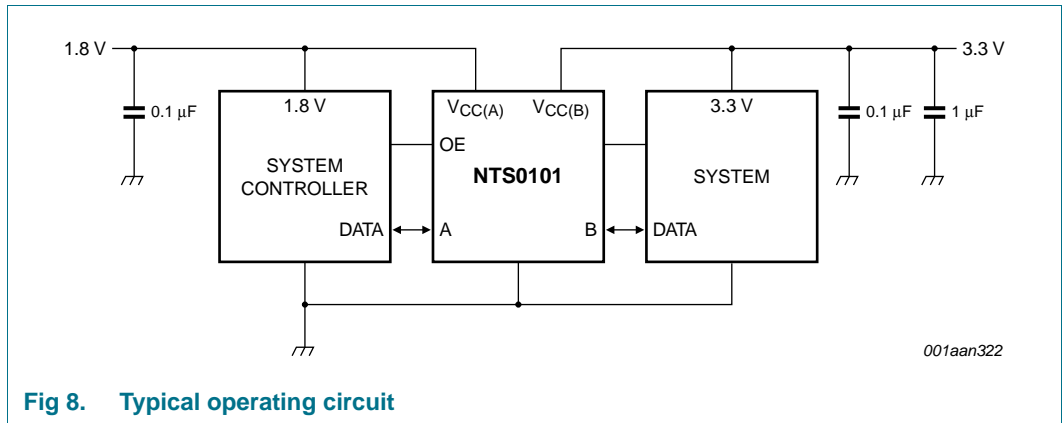 1.8 V
3.3 V
0.1 μF
1.8 V
VCC(A)
VCC(B)
3.3 V
0.1 μF
1 μF
OE
SYSTEM
CONTROLLER
NTS0101
SYSTEM
DATA
A
B
DATA
001aan322
Fig 8. Typical operating circuit